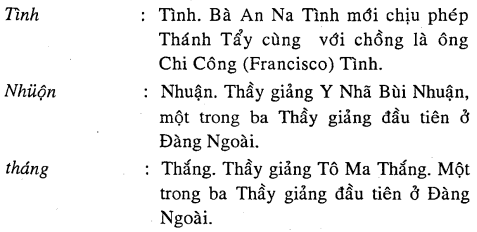 Tình : Tình. Bà An Na Tình mới chịu phép
Thánh Tẩy cùng với chồng là ông
Chi Công (Francisco) Tình.
Nhüộn : Nhuận. Thầy giảng Y Nhã Bùi Nhuận,
một trong ba Thầy giảng đầu tiên ở
Đàng Ngoài.
tháng : Thắng. Thầy giảng Tô Ma Thắng. Một
trong ba Thầy giảng đầu tiên ở Đàng
Ngoài.